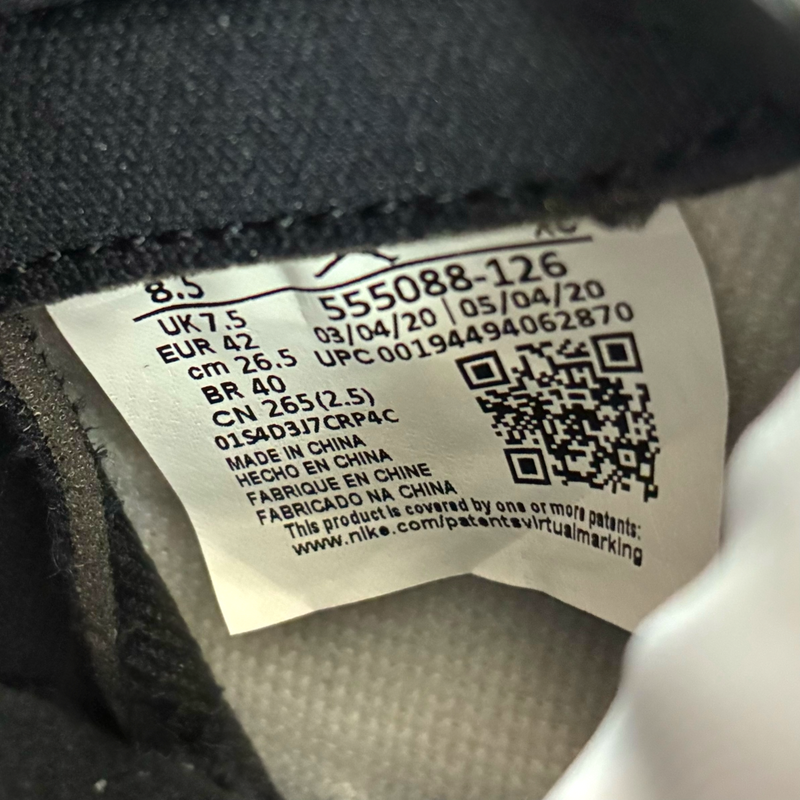 8.5
UK 7.5
EUR 42
cm 26.5
BR 40
CN 265(2.5)
01S4D3J7CRP4C
555088-126
03/04/20 | 05/04/20
UPC 00194494062870
MADE IN CHINA
HECHO EN CHINA
FABRIQUE EN CHINE
FABRICADO NA CHINA
This product is covered by one or more patents:
www.nike.com/patentsvirtualmarking